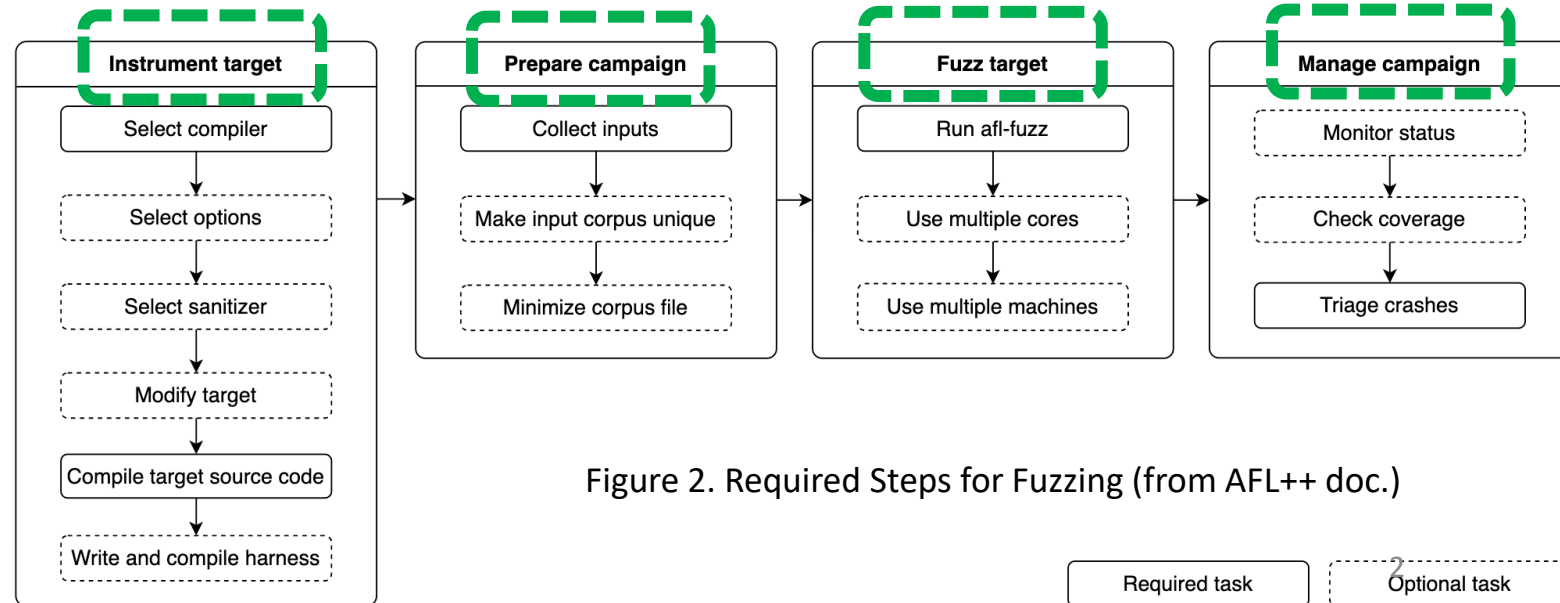 Instrument target
Select compiler
Select options
Select sanitizer
Modify target
Compile target source code
Write and compile harness
Prepare campaign
Collect inputs
Make input corpus unique
Minimize corpus file
Fuzz target
Run afl-fuzz
Use multiple cores
Use multiple machines
Manage campaign
Monitor status
Check coverage
Triage crashes
Figure 2. Required Steps for Fuzzing (from AFL++ doc.)
Required task
2
Optional task